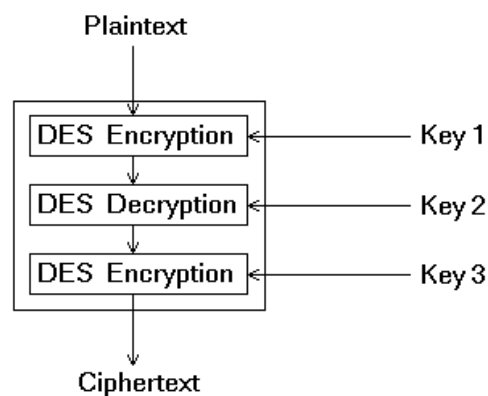 Plaintext
DES Encryption
Key 1
DES Decryption
Key 2
DES Encryption
Key 3
Ciphertext